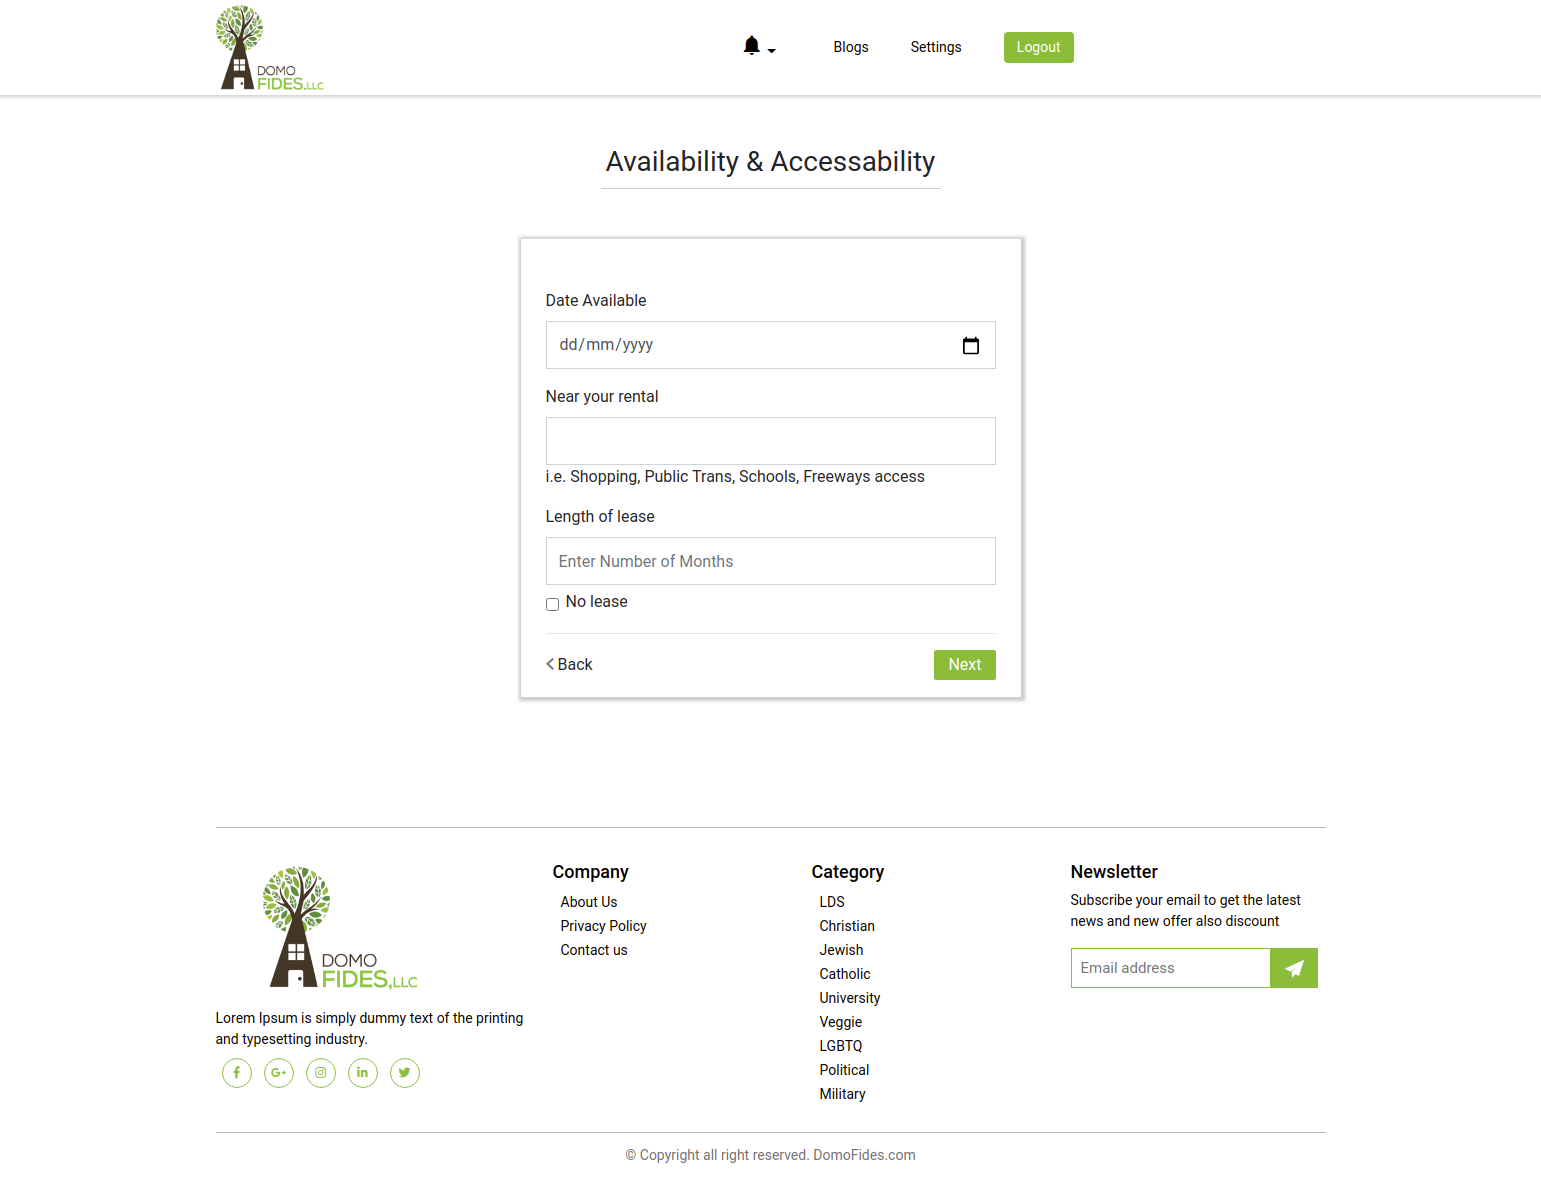 DOMO
FIDES.LLC
Blogs
Settings
Logout
Availability & Accessability
Date Available
dd/mm/yyyy
Near your rental
i.e. Shopping, Public Trans, Schools, Freeways access
Length of lease
Enter Number of Months
No lease
Back
Next
DOMO
FIDES,LLC
Lorem Ipsum is simply dummy text of the printing
and typesetting industry.
Company
About Us
Privacy Policy
Contact us
Category
LDS
Christian
Jewish
Catholic
University
Veggie
LGBTQ
Political
Military
Newsletter
Subscribe your email to get the latest
news and new offer also discount
Email address
© Copyright all right reserved. DomoFides.com